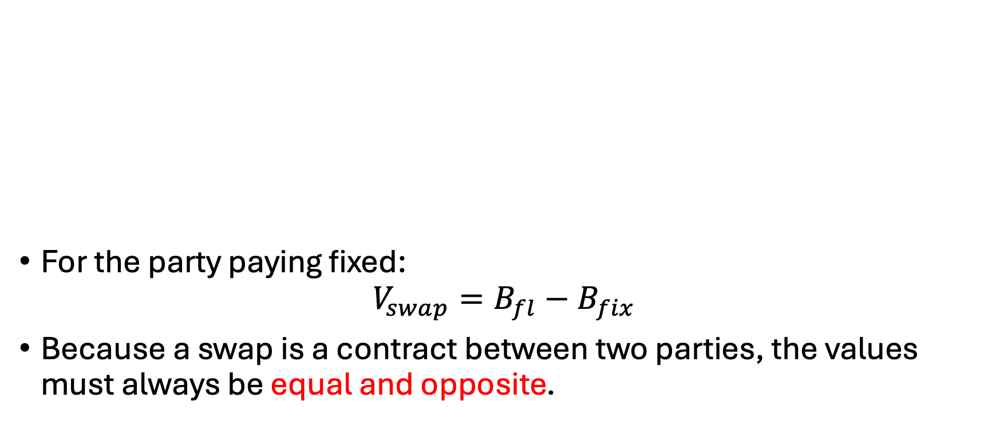 • For the party paying fixed:
V_swap = B_fl − B_fix
• Because a swap is a contract between two parties, the values
must always be equal and opposite.